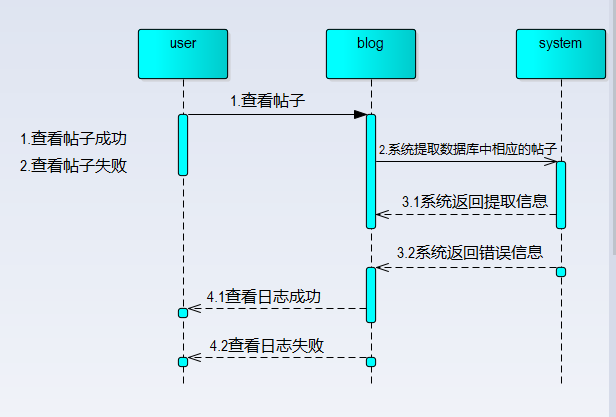 user
blog
system
1.查看帖子
1.查看帖子成功
2.查看帖子失败
2.系统提取数据库中相应的帖子
3.1系统返回提取信息
3.2系统返回错误信息
4.1查看日志成功
4.2查看日志失败